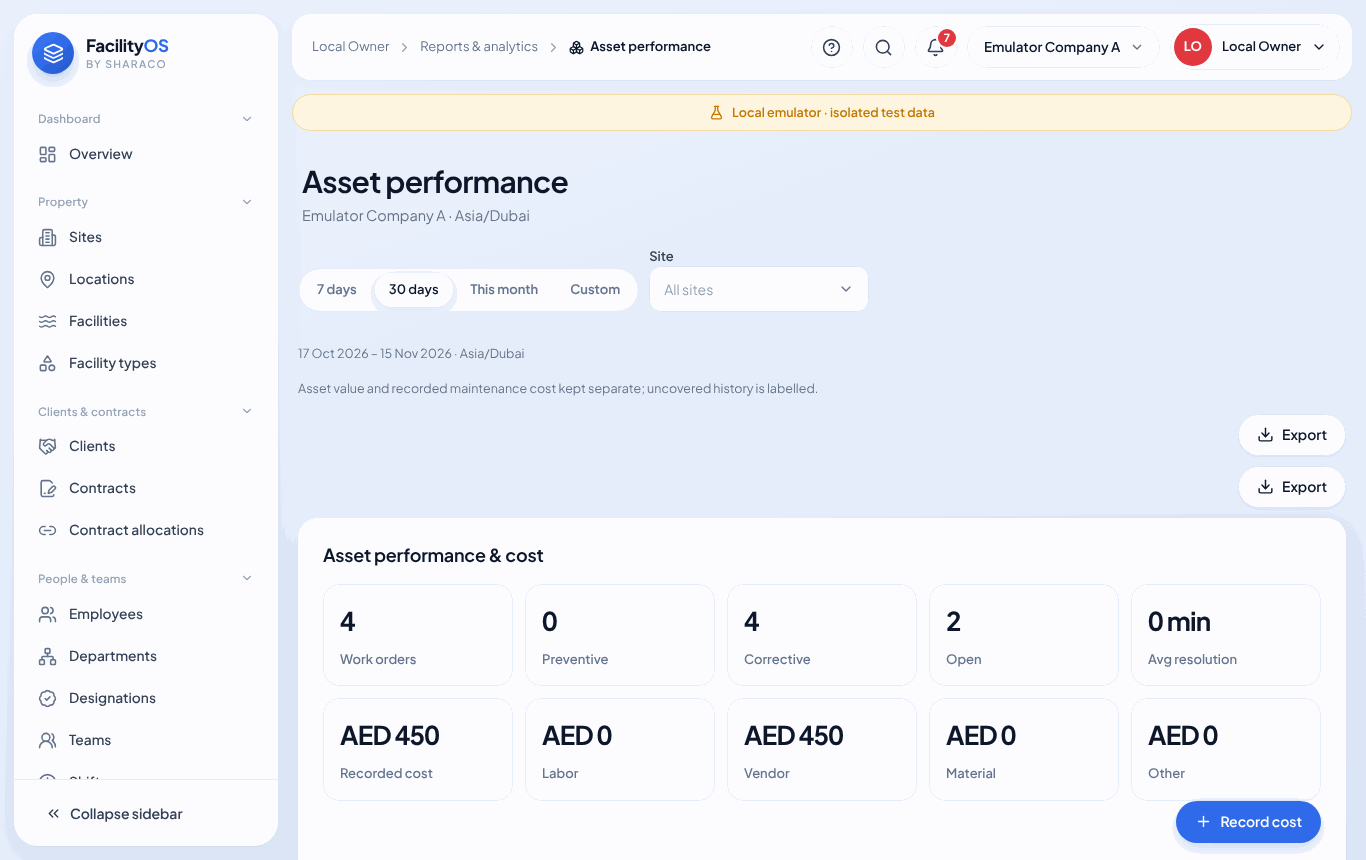 FacilityOS
BY SHARACO
Dashboard
Overview
Property
Sites
Locations
Facilities
Facility types
Clients & contracts
Clients
Contracts
Contract allocations
People & teams
Employees
Departments
Designations
Teams
Collapse sidebar
Local Owner > Reports & analytics > Asset performance
7
Emulator Company A
LO Local Owner
Local emulator · isolated test data
Asset performance
Emulator Company A · Asia/Dubai
Site
7 days 30 days This month Custom
All sites
17 Oct 2026 – 15 Nov 2026 · Asia/Dubai
Asset value and recorded maintenance cost kept separate; uncovered history is labelled.
Export
Export
Asset performance & cost
4 0 4 2 0 min
Work orders Preventive Corrective Open Avg resolution
AED 450 AED 0 AED 450 AED 0 AED 0
Recorded cost Labor Vendor Material Other
+ Record cost